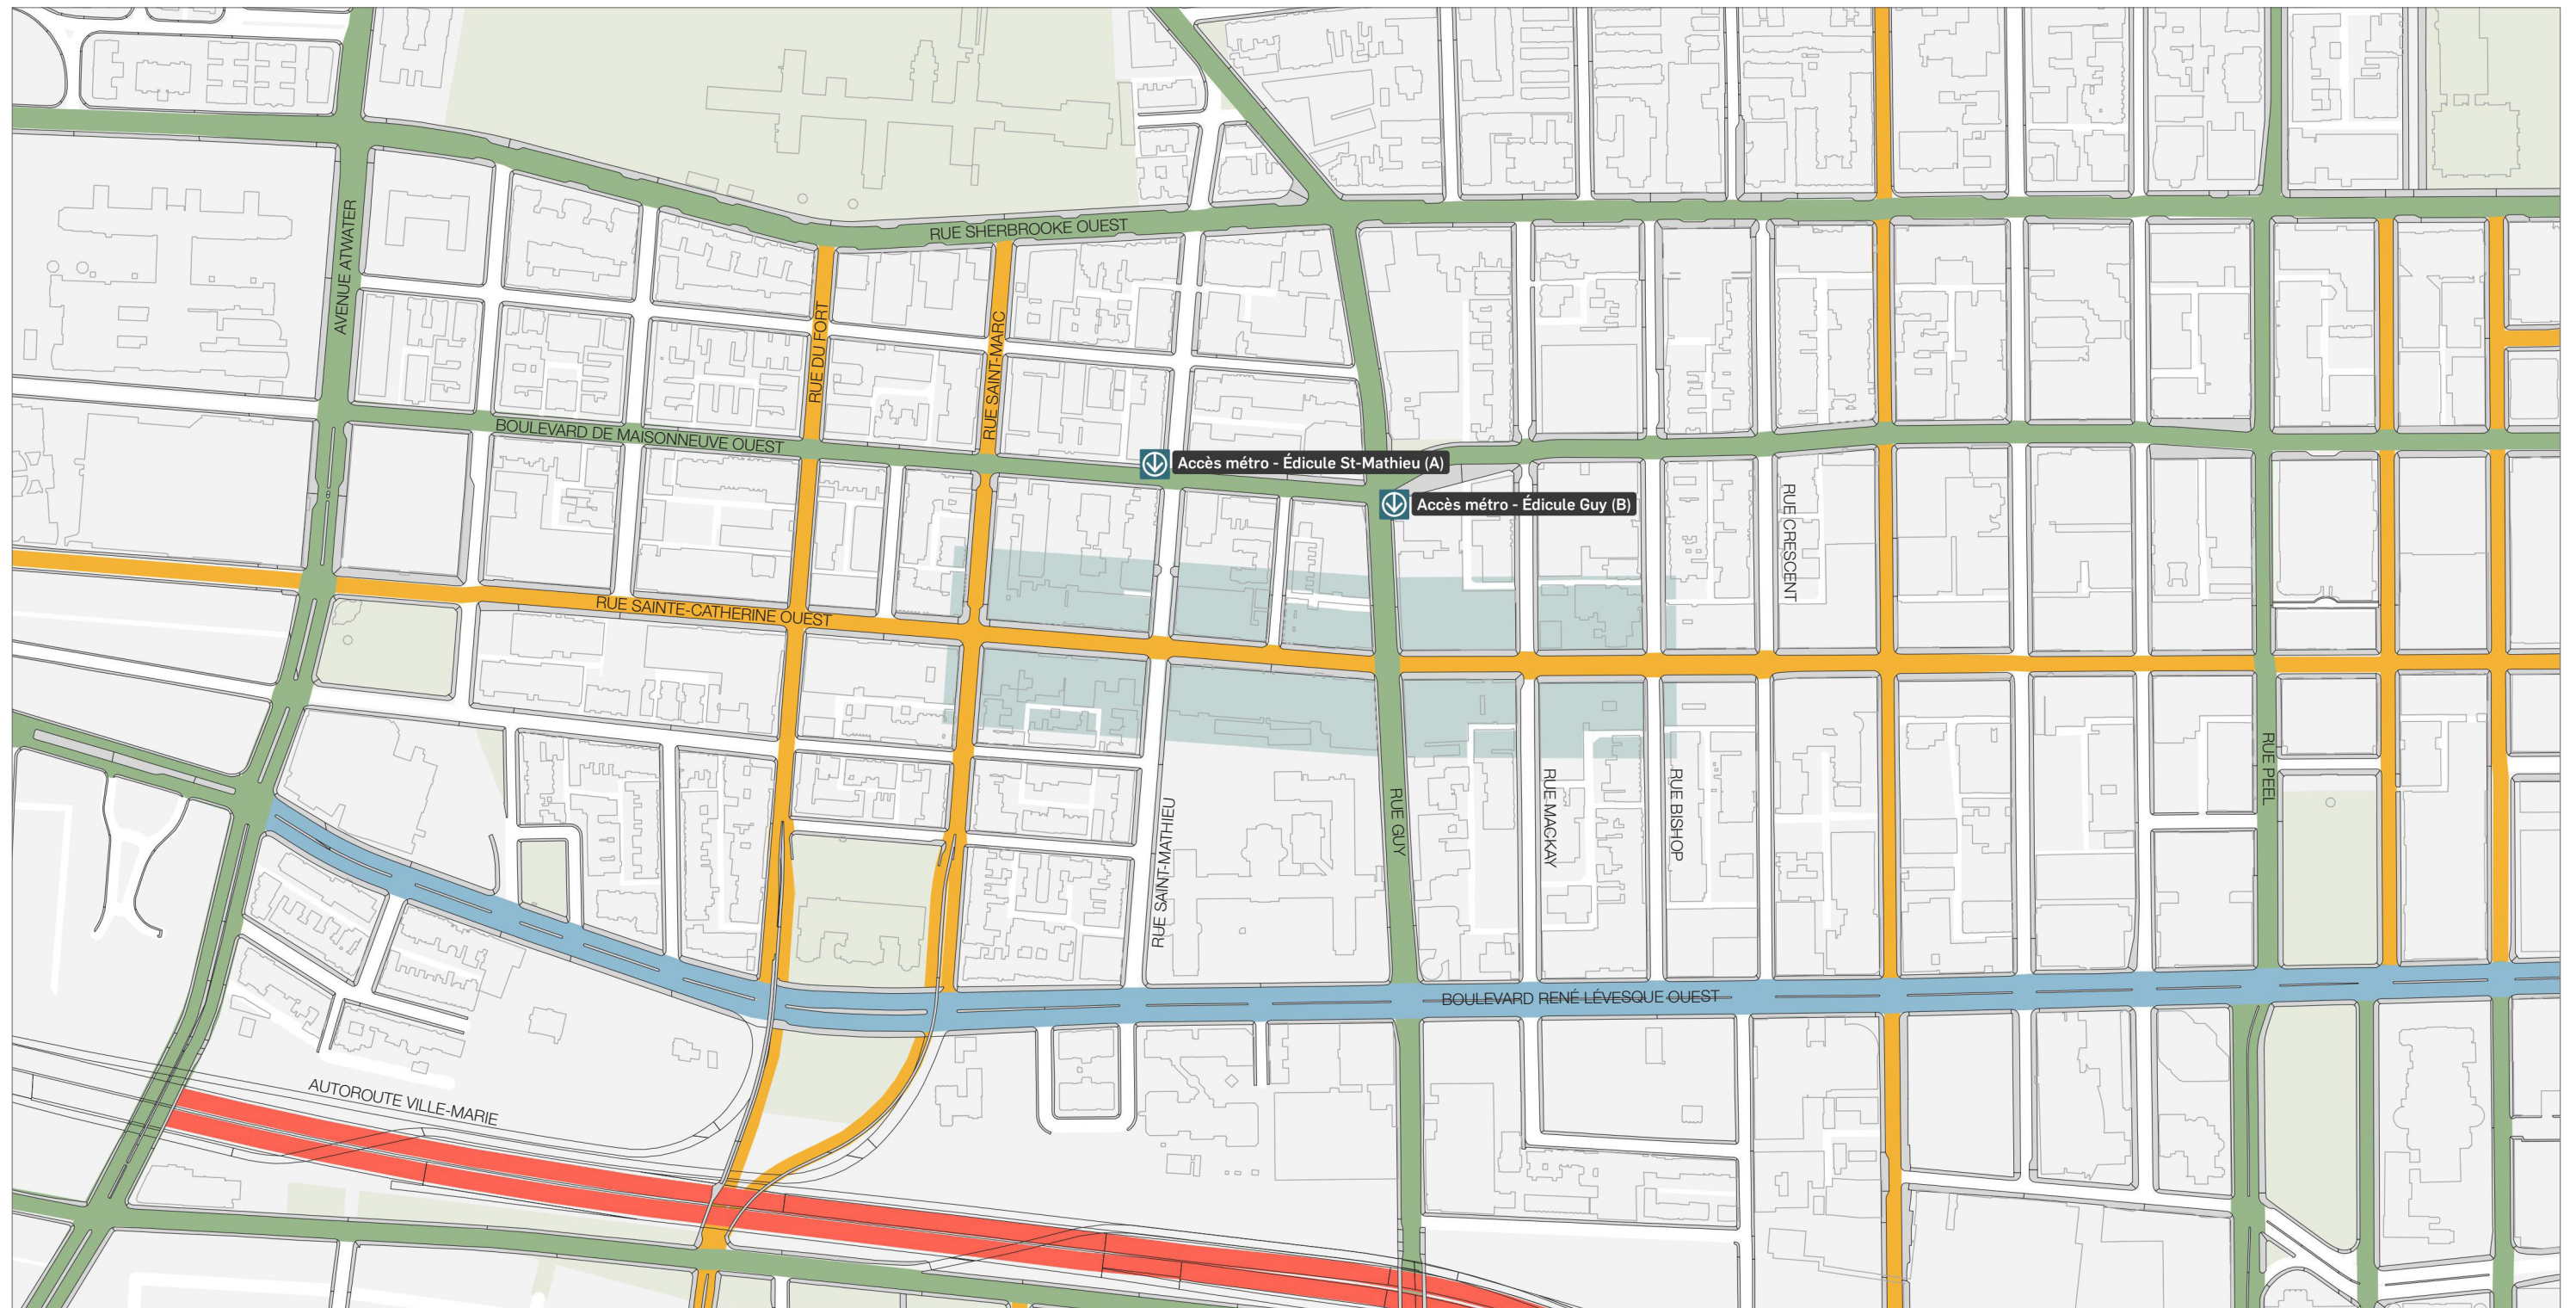 RUE SHERBROOKE OUEST
AVENUE ATWATER
RUE DU FORT
RUE SAINT-MARC
BOULEVARD DE MAISONNEUVE OUEST
Accès métro - Édicule St-Mathieu (A)
Accès métro - Édicule Guy (B)
RUE CRESCENT
RUE SAINTE-CATHERINE OUEST
RUE SAINT-MATHIEU
RUE GUY
RUE MACKAY
RUE BISHOP
RUE PEEL
BOULEVARD RENÉ LÉVESQUE OUEST
AUTOROUTE VILLE-MARIE